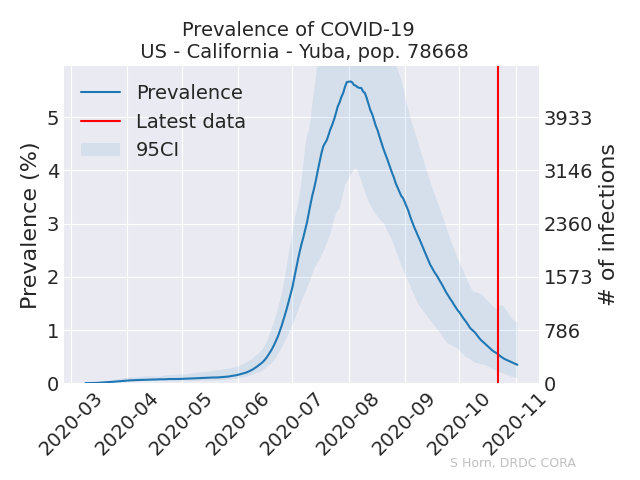 Prevalence of COVID-19
US - California - Yuba, pop. 78668
Prevalence
Latest data
95CI
Prevalence (%)
5
4
3
2
1
0
3933
3146
2360
1573
786
0
# of infections
2020-03
2020-04
2020-05
2020-06
2020-07
2020-08
2020-09
2020-10
2020-11
S Horn, DRDC CORA